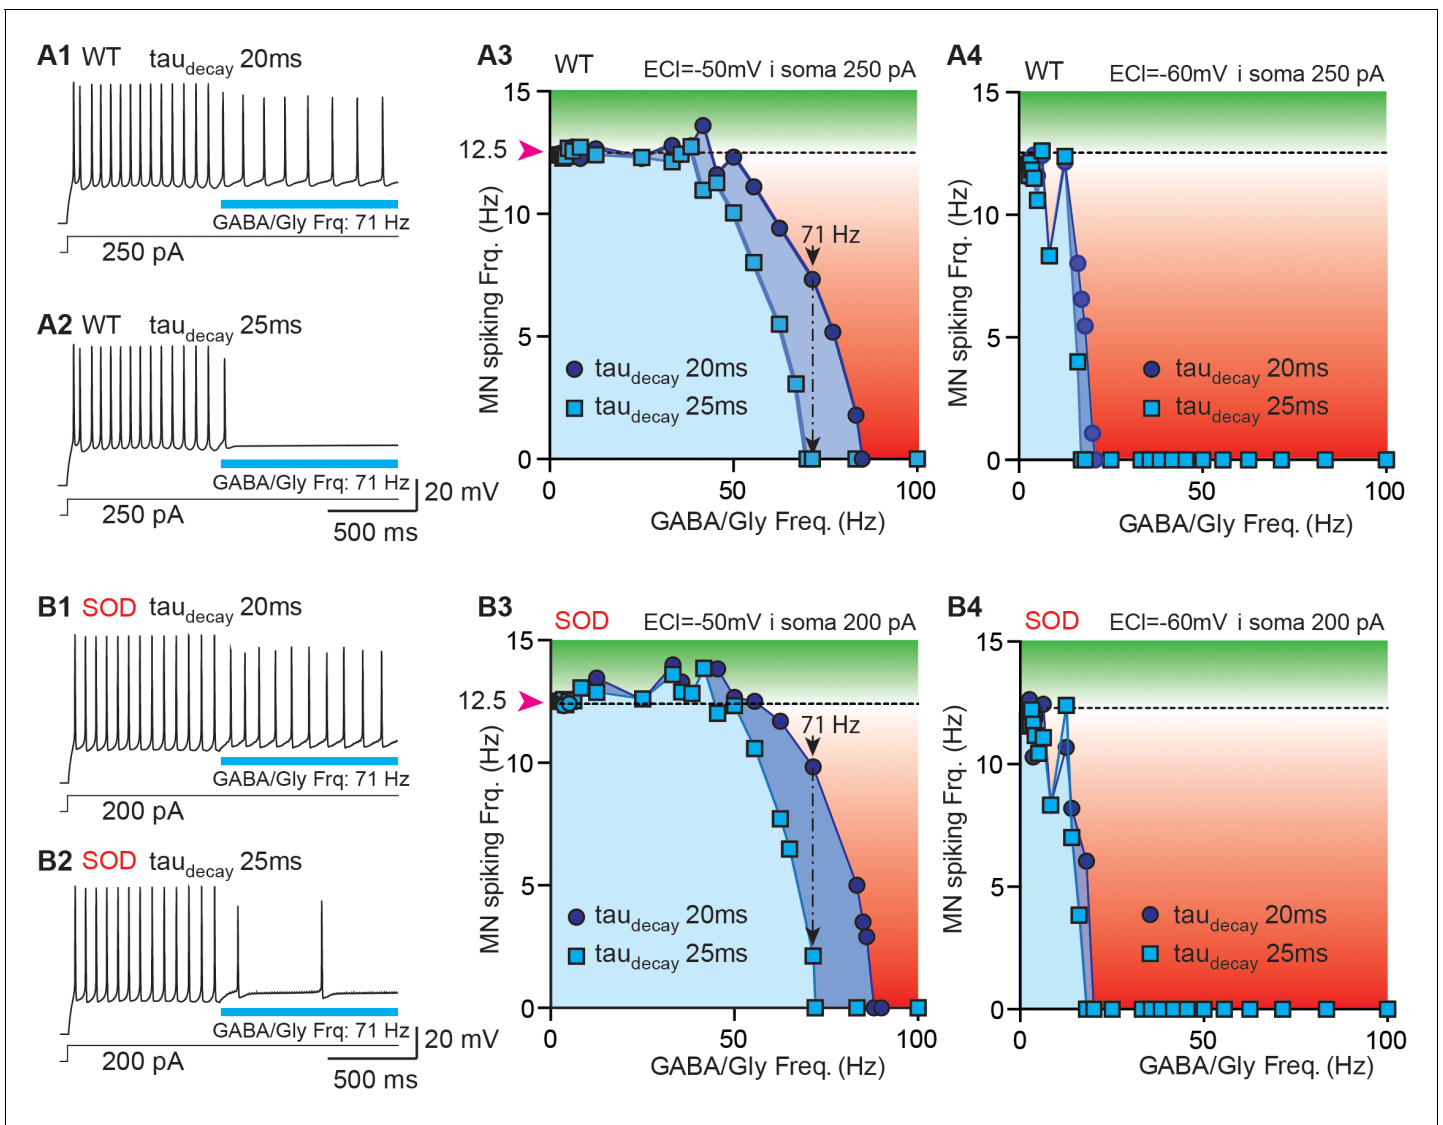 A1 WT tau decay 20ms
GABA/Gly Frq: 71 Hz
250 pA
A2 WT tau decay 25ms
GABA/Gly Frq: 71 Hz
250 pA
20 mV
500 ms
A3 WT ECl=-50mV i soma 250 pA
15
12.5
10
5
0
MN spiking Frq. (Hz)
71 Hz
tau decay 20ms
tau decay 25ms
0 50 100
GABA/Gly Freq. (Hz)
A4 WT ECl=-60mV i soma 250 pA
15
10
5
0
MN spiking Frq. (Hz)
tau decay 20ms
tau decay 25ms
0 50 100
GABA/Gly Freq. (Hz)
B1 SOD tau decay 20ms
GABA/Gly Frq: 71 Hz
200 pA
B2 SOD tau decay 25ms
GABA/Gly Frq: 71 Hz
200 pA
20 mV
500 ms
B3 SOD ECl=-50mV i soma 200 pA
15
12.5
10
5
0
MN spiking Frq. (Hz)
71 Hz
tau decay 20ms
tau decay 25ms
0 50 100
GABA/Gly Freq. (Hz)
B4 SOD ECl=-60mV i soma 200 pA
15
10
5
0
MN spiking Frq. (Hz)
tau decay 20ms
tau decay 25ms
0 50 100
GABA/Gly Freq. (Hz)